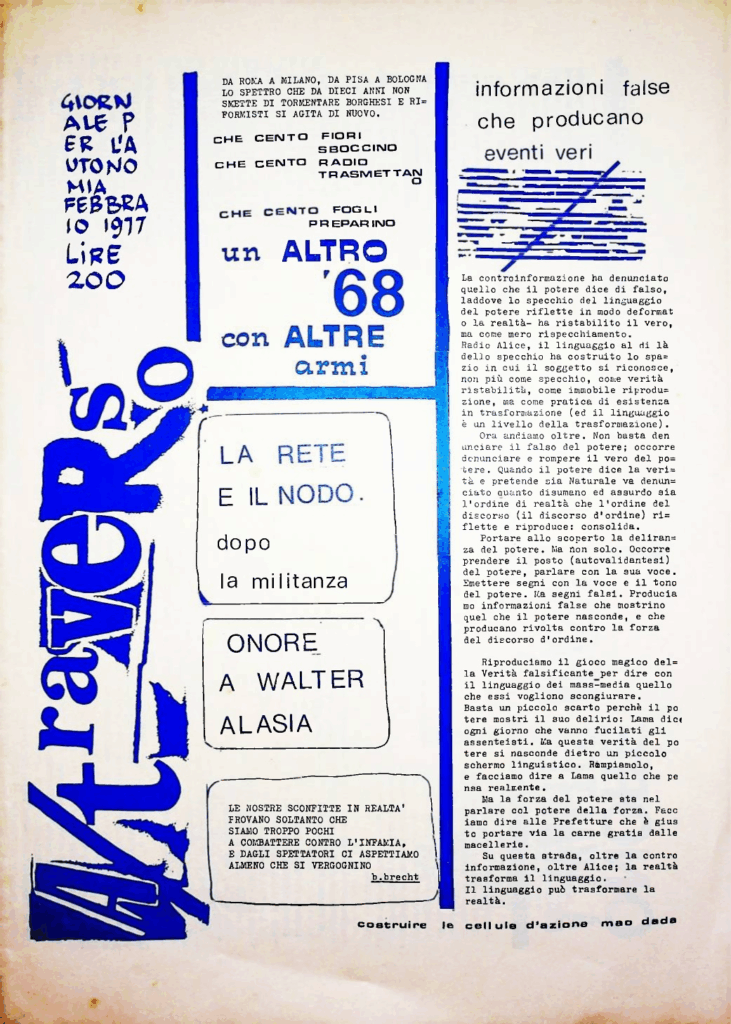 GIORN
ALE P
ER L'A
UTONO
MIA
FEBBRA
IO 1977
LIRE
200
A/traVERSO
DA ROMA A MILANO, DA PISA A BOLOGNA
LO SPETTRO CHE DA DIECI ANNI NON
SMETTE DI TORMENTARE BORGHESI E RI=
FORMISTI SI AGITA DI NUOVO.
CHE CENTO FIORI
SBOCCINO
CHE CENTO RADIO
TRASMETTAN
O
CHE CENTO FOGLI
PREPARINO
un ALTRO
'68
con ALTRE
armi
LA RETE
E IL NODO.
dopo
la militanza
ONORE
A WALTER
ALASIA
LE NOSTRE SCONFITTE IN REALTA'
PROVANO SOLTANTO CHE
SIAMO TROPPO POCHI
A COMBATTERE CONTRO L'INFAMIA,
E DAGLI SPETTATORI CI ASPETTIAMO
ALMENO CHE SI VERGOGNINO
b.brecht
informazioni false
che producano
eventi veri
La controinformazione ha denunciato
quello che il potere dice di falso,
laddove lo specchio del linguaggio
del potere riflette in modo deformat
o la realtà- ha ristabilito il vero,
ma come mero rispecchiamento.
Radio Alice, il linguaggio al di là
dello specchio ha costruito lo spa=
zio in cui il soggetto si riconosce,
non più come specchio, come verità
ristabilità, come immobile riprodu=
zione, ma come pratica di esistenza
in trasformazione (ed il linguaggio
è un livello della trasformazione).
Ora andiamo oltre. Non basta den
unciare il falso del potere; occorre
denunciare e rompere il vero del po=
tere. Quando il potere dice la veri=
tà e pretende sia Naturale va denun=
ciato quanto disumano ed assurdo sia
l'ordine di realtà che l'ordine del
discorso (il discorso d'ordine) ri=
flette e riproduce: consolida.
Portare allo scoperto la deliran=
za del potere. Ma non solo. Occorre
prendere il posto (autovalidantesi)
del potere, parlare con la sua voce.
Emettere segni con la voce e il tono
del potere. Ma segni falsi. Producia
mo informazioni false che mostrino
quel che il potere nasconde, e che
producano rivolta contro la forza
del discorso d'ordine.
Riproduciamo il gioco magico del=
la Verità falsificante per dire con
il linguaggio dei mass-media quello
che essi vogliono scongiurare.
Basta un piccolo scarto perchè il po
tere mostri il suo delirio: Lama dice
ogni giorno che vanno fucilati gli
assenteisti. Ma questa verità del po
tere si nasconde dietro un piccolo
schermo linguistico. Rompiamolo,
e facciamo dire a Lama quello che pe
nsa realmente.
Ma la forza del potere sta nel
parlare col potere della forza. Facc
iamo dire alle Prefetture che è gius
to portare via la carne gratis dalle
macellerie.
Su questa strada, oltre la contro
informazione, oltre Alice; la realtà
trasforma il linguaggio.
Il linguaggio può trasformare la
realtà.
costruire le cellule d'azione mao dada